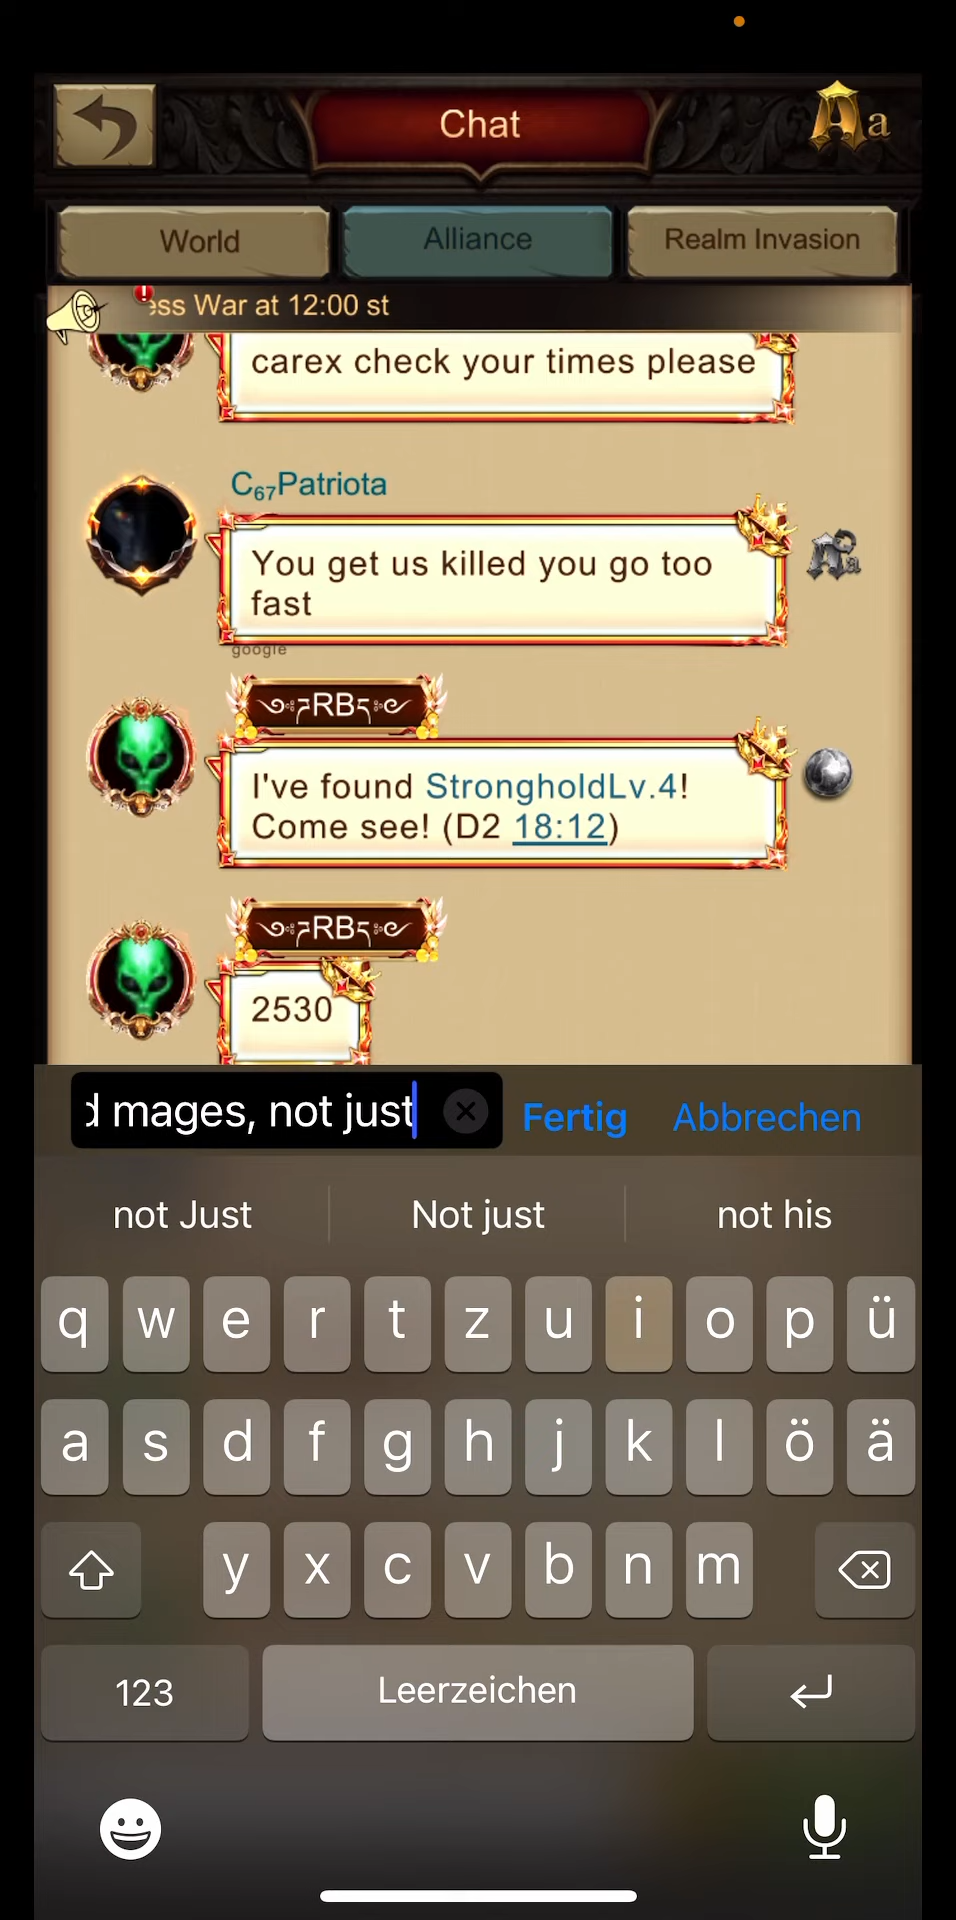 Chat
Aa
World
Alliance
Realm Invasion
ess War at 12:00 st
carex check your times please
C₆₇Patriota
You get us killed you go too
fast
google
RB
I've found StrongholdLv.4!
Come see! (D2 18:12)
RB
2530
d mages, not just
Fertig
Abbrechen
not Just
Not just
not his
q w e r t z u i o p ü
a s d f g h j k l ö ä
y x c v b n m
123
Leerzeichen